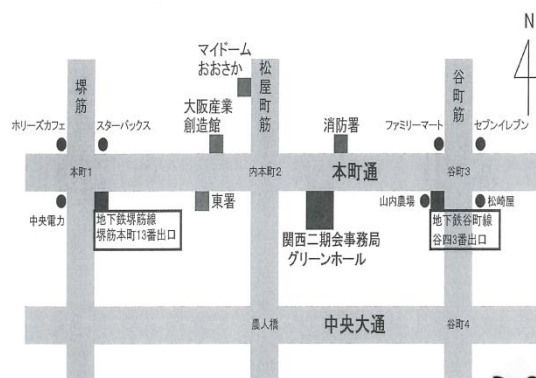 N
マイドーム
おおさか
堺筋
松屋町筋
谷町筋
大阪産業
創造館
消防署
ホリーズカフェ
スターバックス
ファミリーマート
セブンイレブン
本町1
内本町2
本町通
谷町3
中央電力
東署
山内農場
松崎屋
地下鉄堺筋線
堺筋本町13番出口
関西二期会事務局
グリーンホール
地下鉄谷町線
谷四3番出口
農人橋
中央大通
谷町4